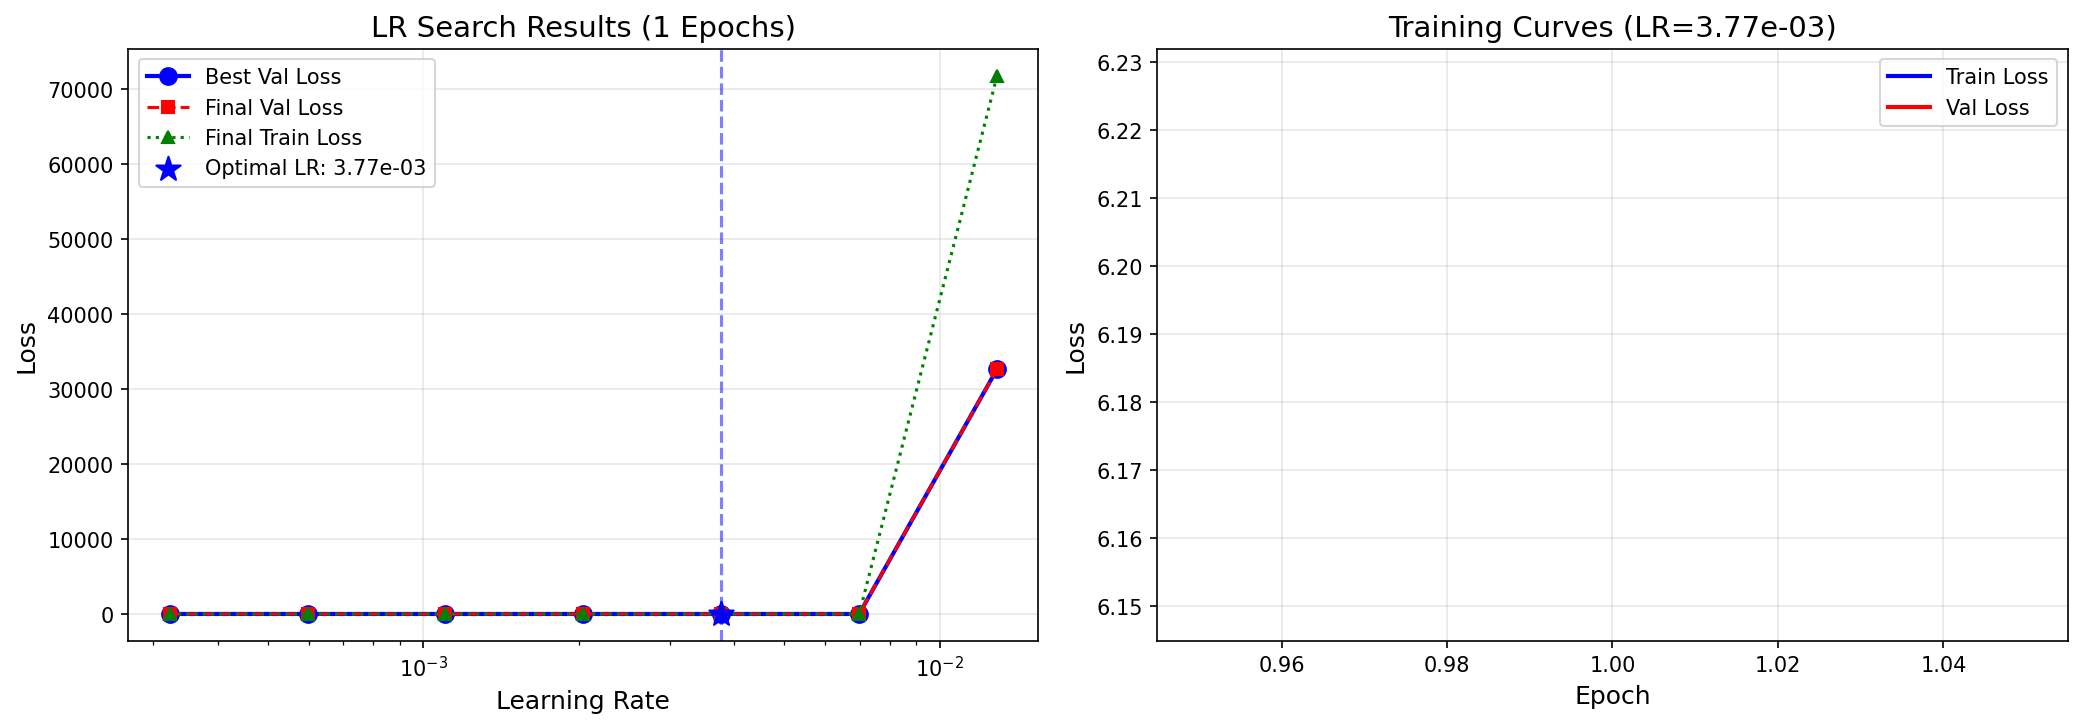 LR Search Results (1 Epochs)
Best Val Loss
Final Val Loss
Final Train Loss
Optimal LR: 3.77e-03
70000
60000
50000
40000
30000
20000
10000
0
Loss
10⁻³
10⁻²
Learning Rate
Training Curves (LR=3.77e-03)
Train Loss
Val Loss
6.23
6.22
6.21
6.20
6.19
6.18
6.17
6.16
6.15
Loss
0.96
0.98
1.00
1.02
1.04
Epoch